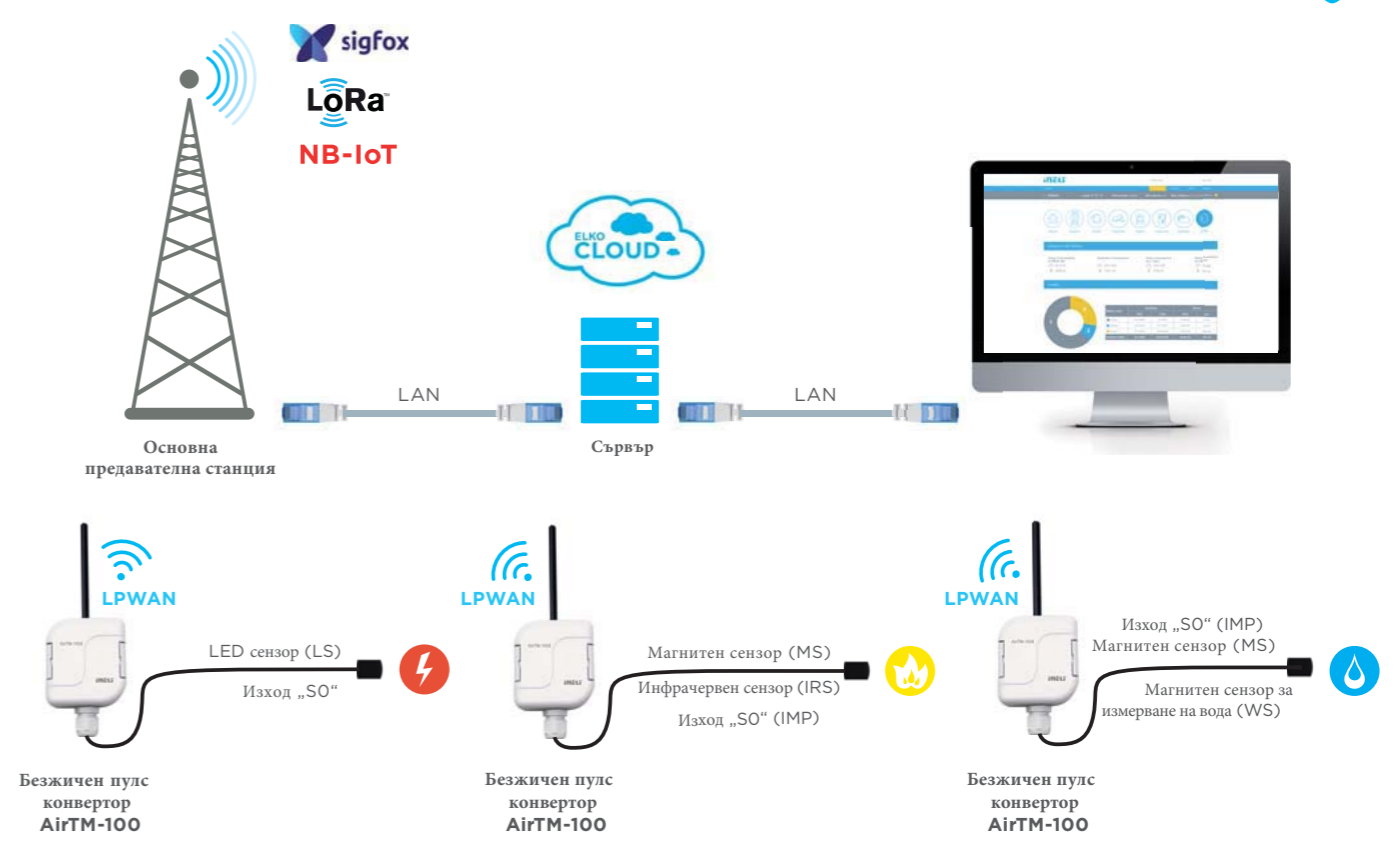 sigfox
LoRa™
NB-IoT
ELKO
CLOUD
LAN
LAN
Основна
предавателна станция
Сървър
LPWAN
LED сензор (LS)
Изход „S0“
Безжичен пулс
конвертор
AirTM-100
LPWAN
Магнитен сензор (MS)
Инфрачервен сензор (IRS)
Изход „S0“ (IMP)
Безжичен пулс
конвертор
AirTM-100
LPWAN
Изход „S0“ (IMP)
Магнитен сензор (MS)
Магнитен сензор за
измерване на вода (WS)
Безжичен пулс
конвертор
AirTM-100